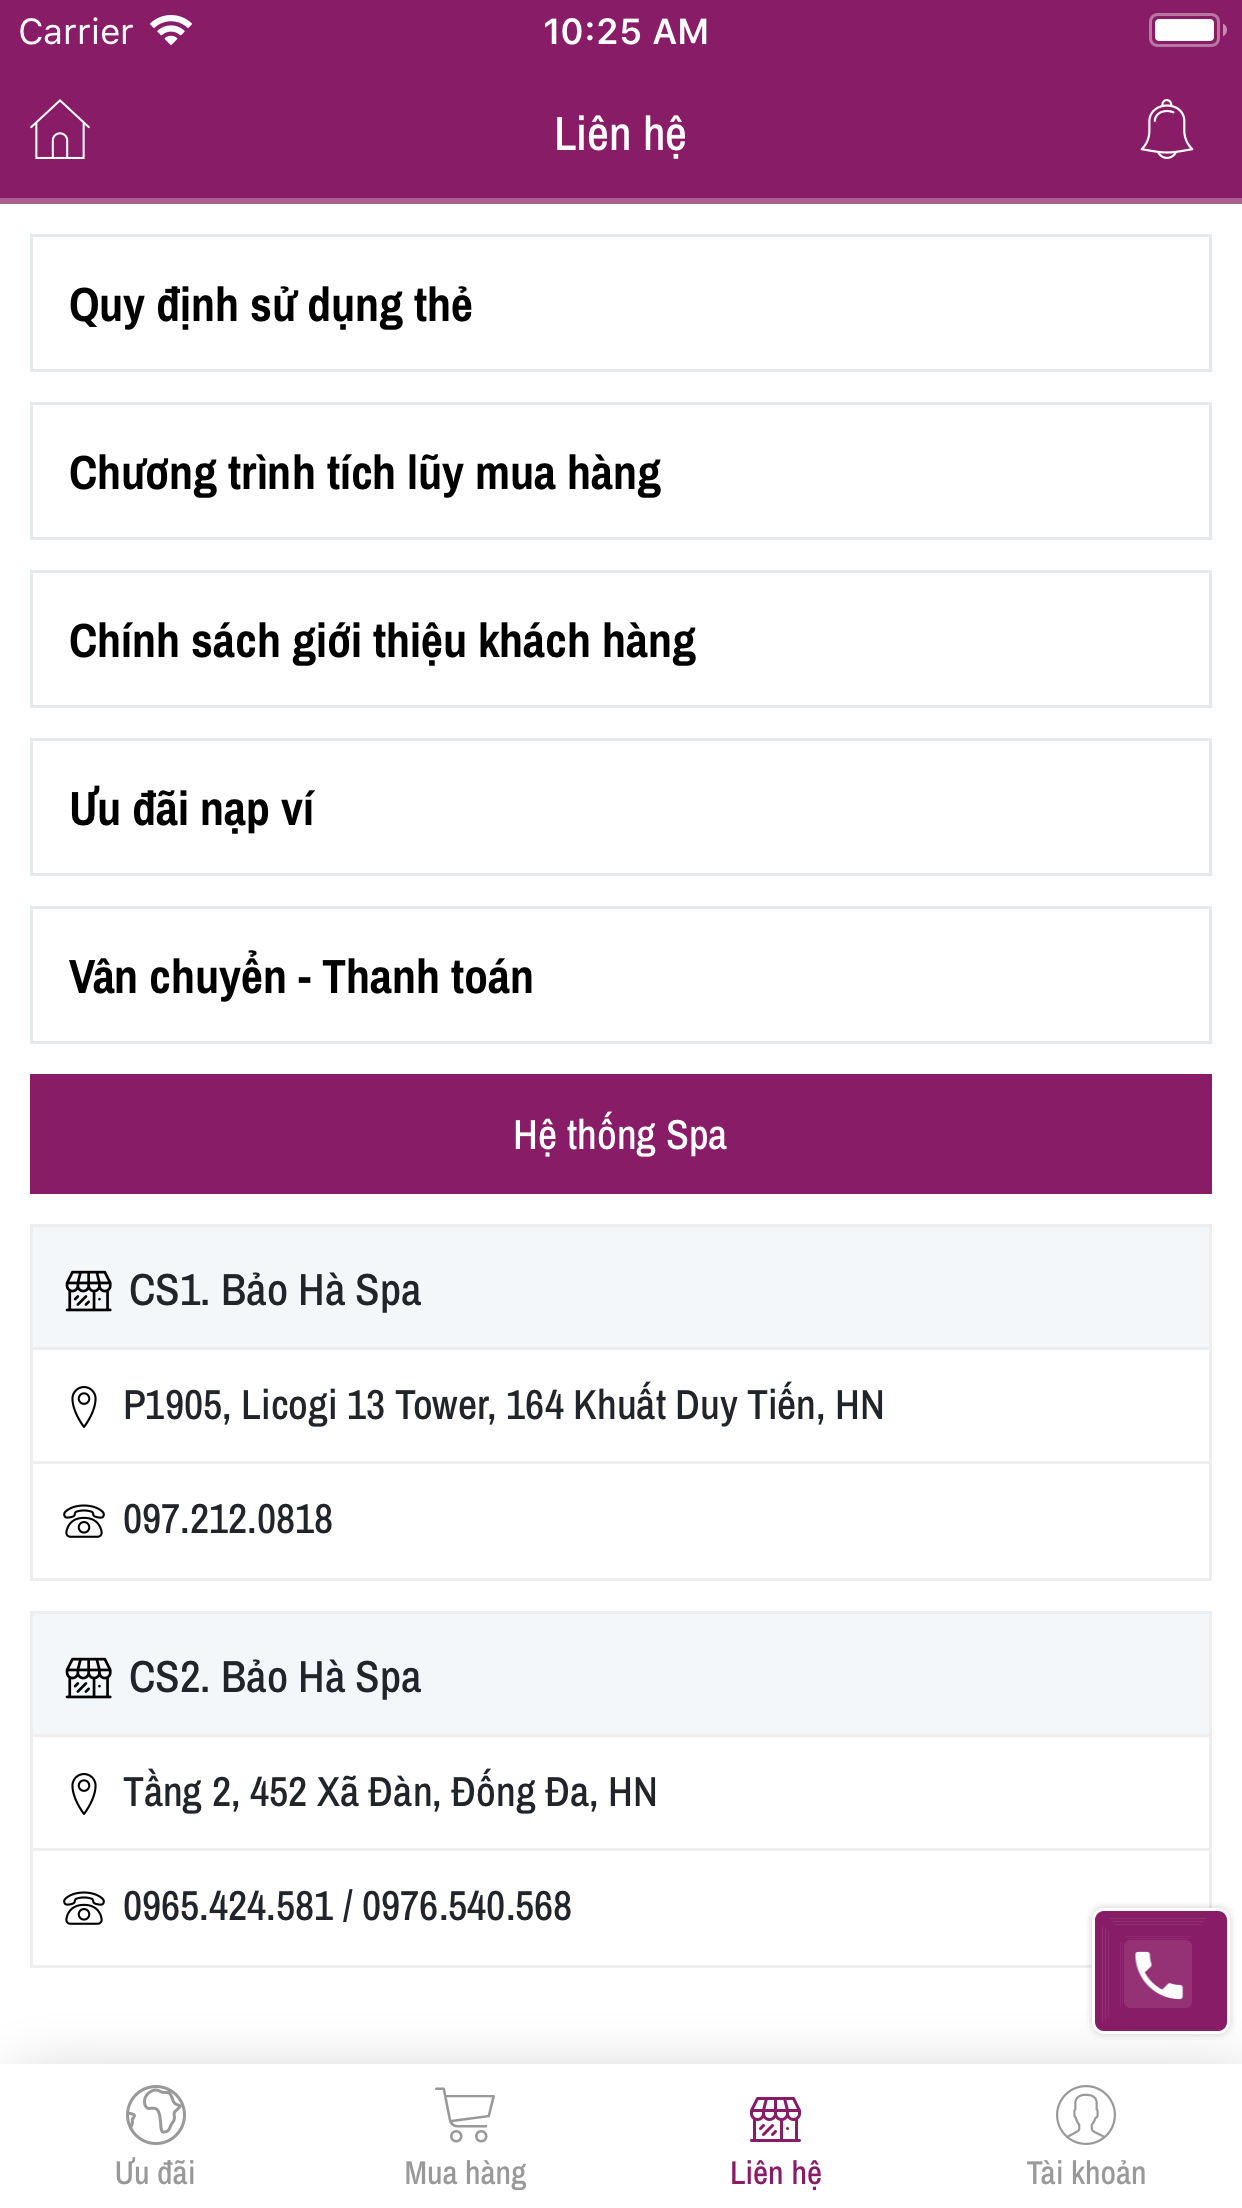 Carrier 10:25 AM
Liên hệ
Quy định sử dụng thẻ
Chương trình tích lũy mua hàng
Chính sách giới thiệu khách hàng
Ưu đãi nạp ví
Vân chuyển - Thanh toán
Hệ thống Spa
CS1. Bảo Hà Spa
P1905, Licogi 13 Tower, 164 Khuất Duy Tiến, HN
097.212.0818
CS2. Bảo Hà Spa
Tầng 2, 452 Xã Đàn, Đống Đa, HN
0965.424.581 / 0976.540.568
Ưu đãi
Mua hàng
Liên hệ
Tài khoản